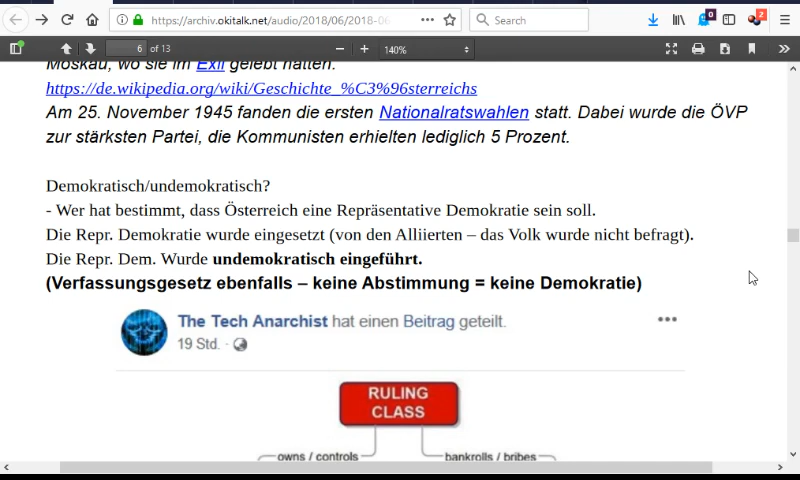 https://archiv.okitalk.net/audio/2018/06/2018-06
Search
0
2
6 of 13
140%
Moskau, wo sie im Exil gelebt hatten.
https://de.wikipedia.org/wiki/Geschichte_%C3%96sterreichs
Am 25. November 1945 fanden die ersten Nationalratswahlen statt. Dabei wurde die ÖVP
zur stärksten Partei, die Kommunisten erhielten lediglich 5 Prozent.
Demokratisch/undemokratisch?
- Wer hat bestimmt, dass Österreich eine Repräsentative Demokratie sein soll.
Die Repr. Demokratie wurde eingesetzt (von den Alliierten – das Volk wurde nicht befragt).
Die Repr. Dem. Wurde undemokratisch eingeführt.
(Verfassungsgesetz ebenfalls – keine Abstimmung = keine Demokratie)
The Tech Anarchist hat einen Beitrag geteilt.
19 Std. ·
RULING
CLASS
owns / controls
bankrolls / bribes